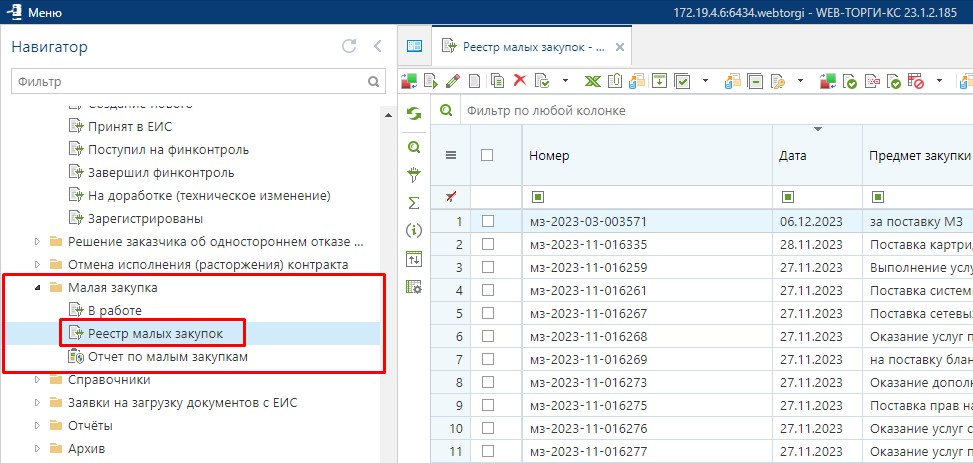 Меню
172.19.4.6:6434.webtorgi - WEB-ТОРГИ-КС 23.1.2.185
Навигатор
Фильтр
Создание нового
Принят в ЕИС
Поступил на финконтроль
Завершил финконтроль
На доработке (техническое изменение)
Зарегистрированы
Решение заказчика об одностороннем отказе ...
Отмена исполнения (расторжения) контракта
Малая закупка
В работе
Реестр малых закупок
Отчет по малым закупкам
Справочники
Заявки на загрузку документов с ЕИС
Отчёты
Архив
Реестр малых закупок - ...
Фильтр по любой колонке
Номер Дата Предмет закупки
1 мз-2023-03-003571 06.12.2023 за поставку МЗ
2 мз-2023-11-016335 28.11.2023 Поставка картрид
3 мз-2023-11-016259 27.11.2023 Выполнение услу
4 мз-2023-11-016261 27.11.2023 Поставка систем
5 мз-2023-11-016267 27.11.2023 Поставка сетевы
6 мз-2023-11-016268 27.11.2023 Оказание услуг г
7 мз-2023-11-016269 27.11.2023 на поставку блан
8 мз-2023-11-016273 27.11.2023 Оказание допол
9 мз-2023-11-016275 27.11.2023 Поставка прав на
10 мз-2023-11-016276 27.11.2023 Оказание услуг с
11 мз-2023-11-016277 27.11.2023 Оказание услуг г